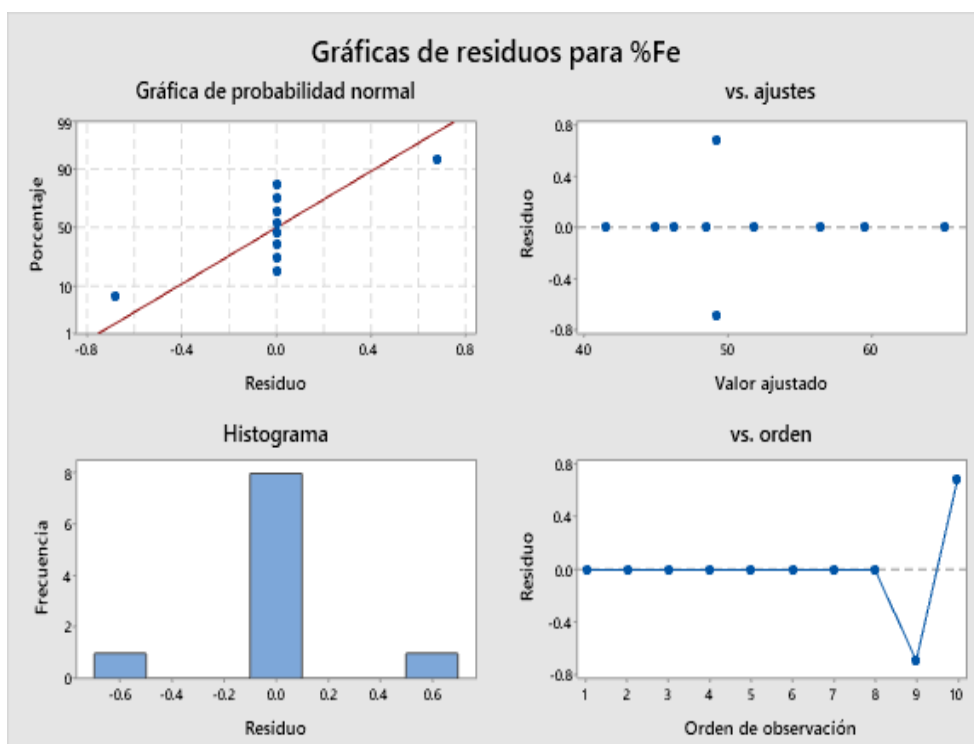 Gráficas de residuos para %Fe
Gráfica de probabilidad normal
Porcentaje
99
90
50
10
1
-0.8 -0.4 0.0 0.4 0.8
Residuo
vs. ajustes
Residuo
0.8
0.4
0.0
-0.4
-0.8
40 50 60
Valor ajustado
Histograma
Frecuencia
8
6
4
2
0
-0.6 -0.4 -0.2 0.0 0.2 0.4 0.6
Residuo
vs. orden
Residuo
0.8
0.4
0.0
-0.4
-0.8
1 2 3 4 5 6 7 8 9 10
Orden de observación